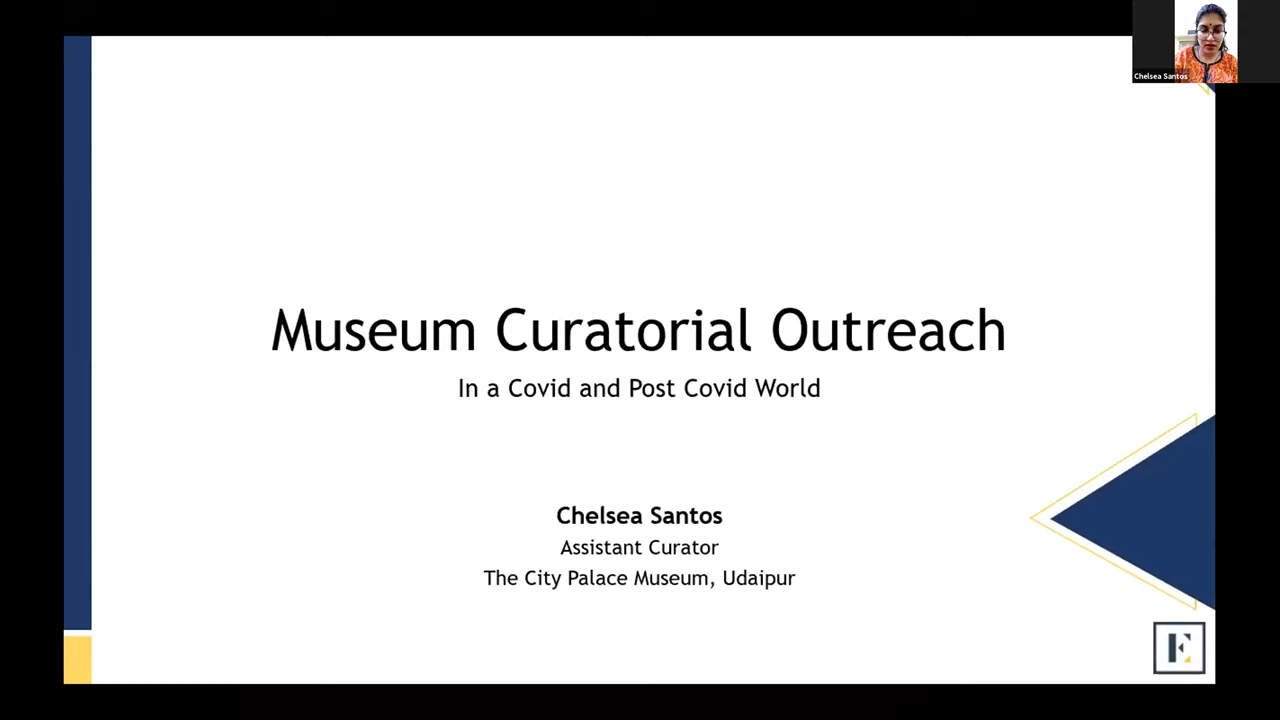 Chelsea Santos
Museum Curatorial Outreach
In a Covid and Post Covid World
Chelsea Santos
Assistant Curator
The City Palace Museum, Udaipur
E